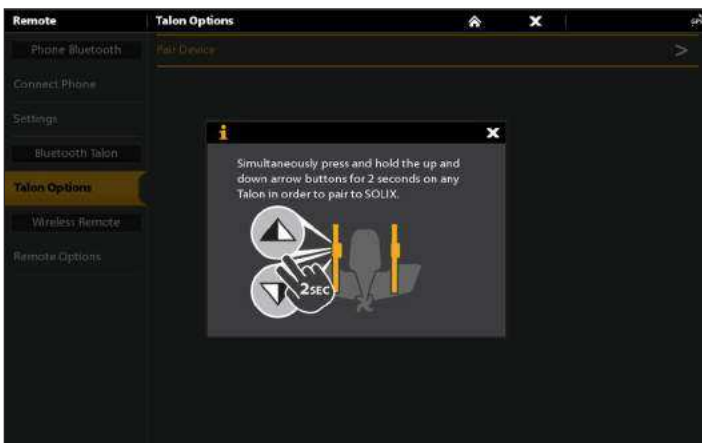 Remote
Talon Options
Phone Bluetooth
Pair Device
Connect Phone
Settings
Bluetooth Talon
Simultaneously press and hold the up and
down arrow buttons for 2 seconds on any
Talon in order to pair to SOLIX.
Talon Options
Wireless Remote
Remote Options
2SEC